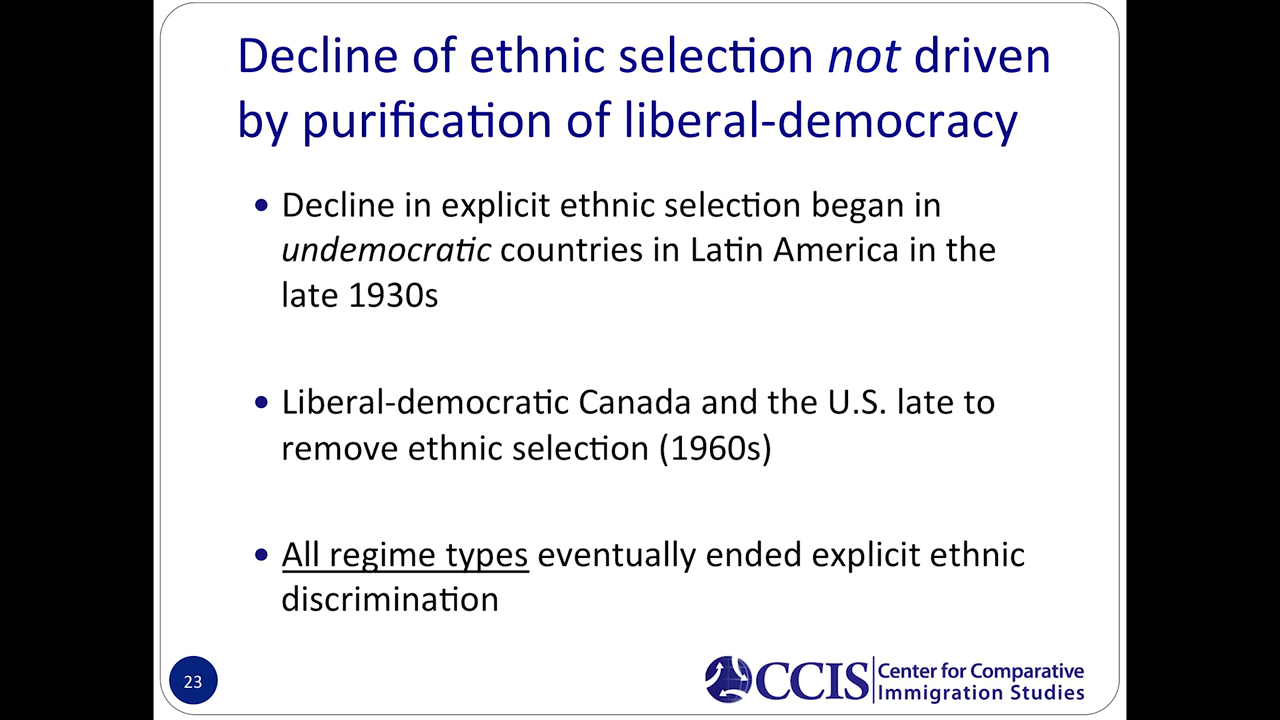 Decline of ethnic selection not driven
by purification of liberal-democracy
• Decline in explicit ethnic selection began in
undemocratic countries in Latin America in the
late 1930s
• Liberal-democratic Canada and the U.S. late to
remove ethnic selection (1960s)
• All regime types eventually ended explicit ethnic
discrimination
23
CCIS
Center for Comparative
Immigration Studies